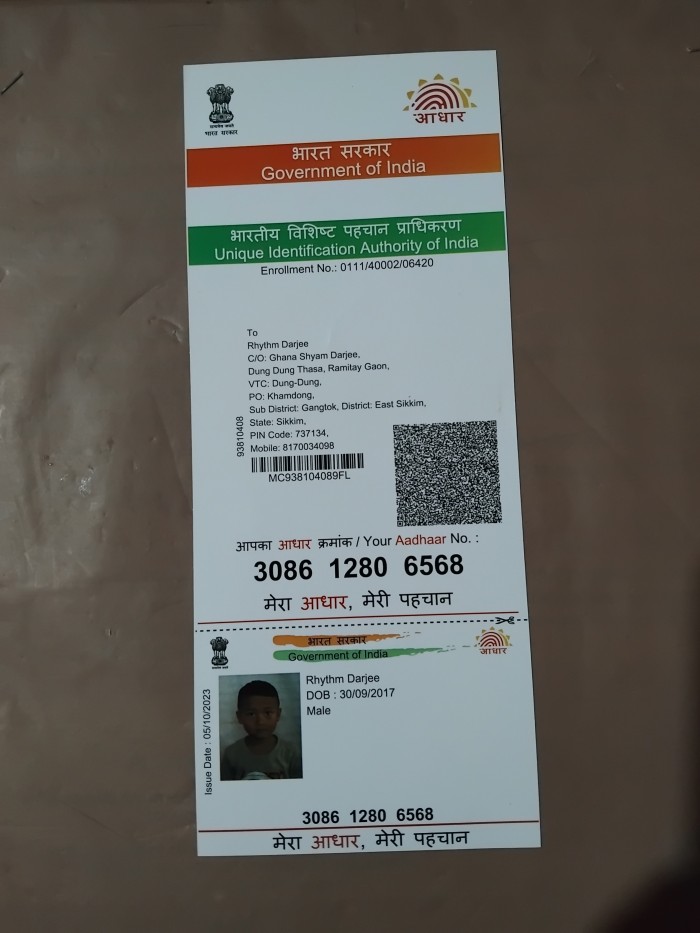 भारत सरकार
आधार
भारत सरकार
Government of India
भारतीय विशिष्ट पहचान प्राधिकरण
Unique Identification Authority of India
Enrollment No.: 0111/40002/06420
To
Rhythm Darjee
C/O: Ghana Shyam Darjee,
Dung Dung Thasa, Ramitay Gaon,
VTC: Dung-Dung,
PO: Khamdong,
Sub District: Gangtok, District: East Sikkim,
State: Sikkim,
PIN Code: 737134,
Mobile: 8170034098
93810408
MC938104089FL
आपका आधार क्रमांक / Your Aadhaar No. :
3086 1280 6568
मेरा आधार, मेरी पहचान
भारत सरकार
Government of India
आधार
Rhythm Darjee
DOB : 30/09/2017
Male
Issue Date : 05/10/2023
3086 1280 6568
मेरा आधार, मेरी पहचान